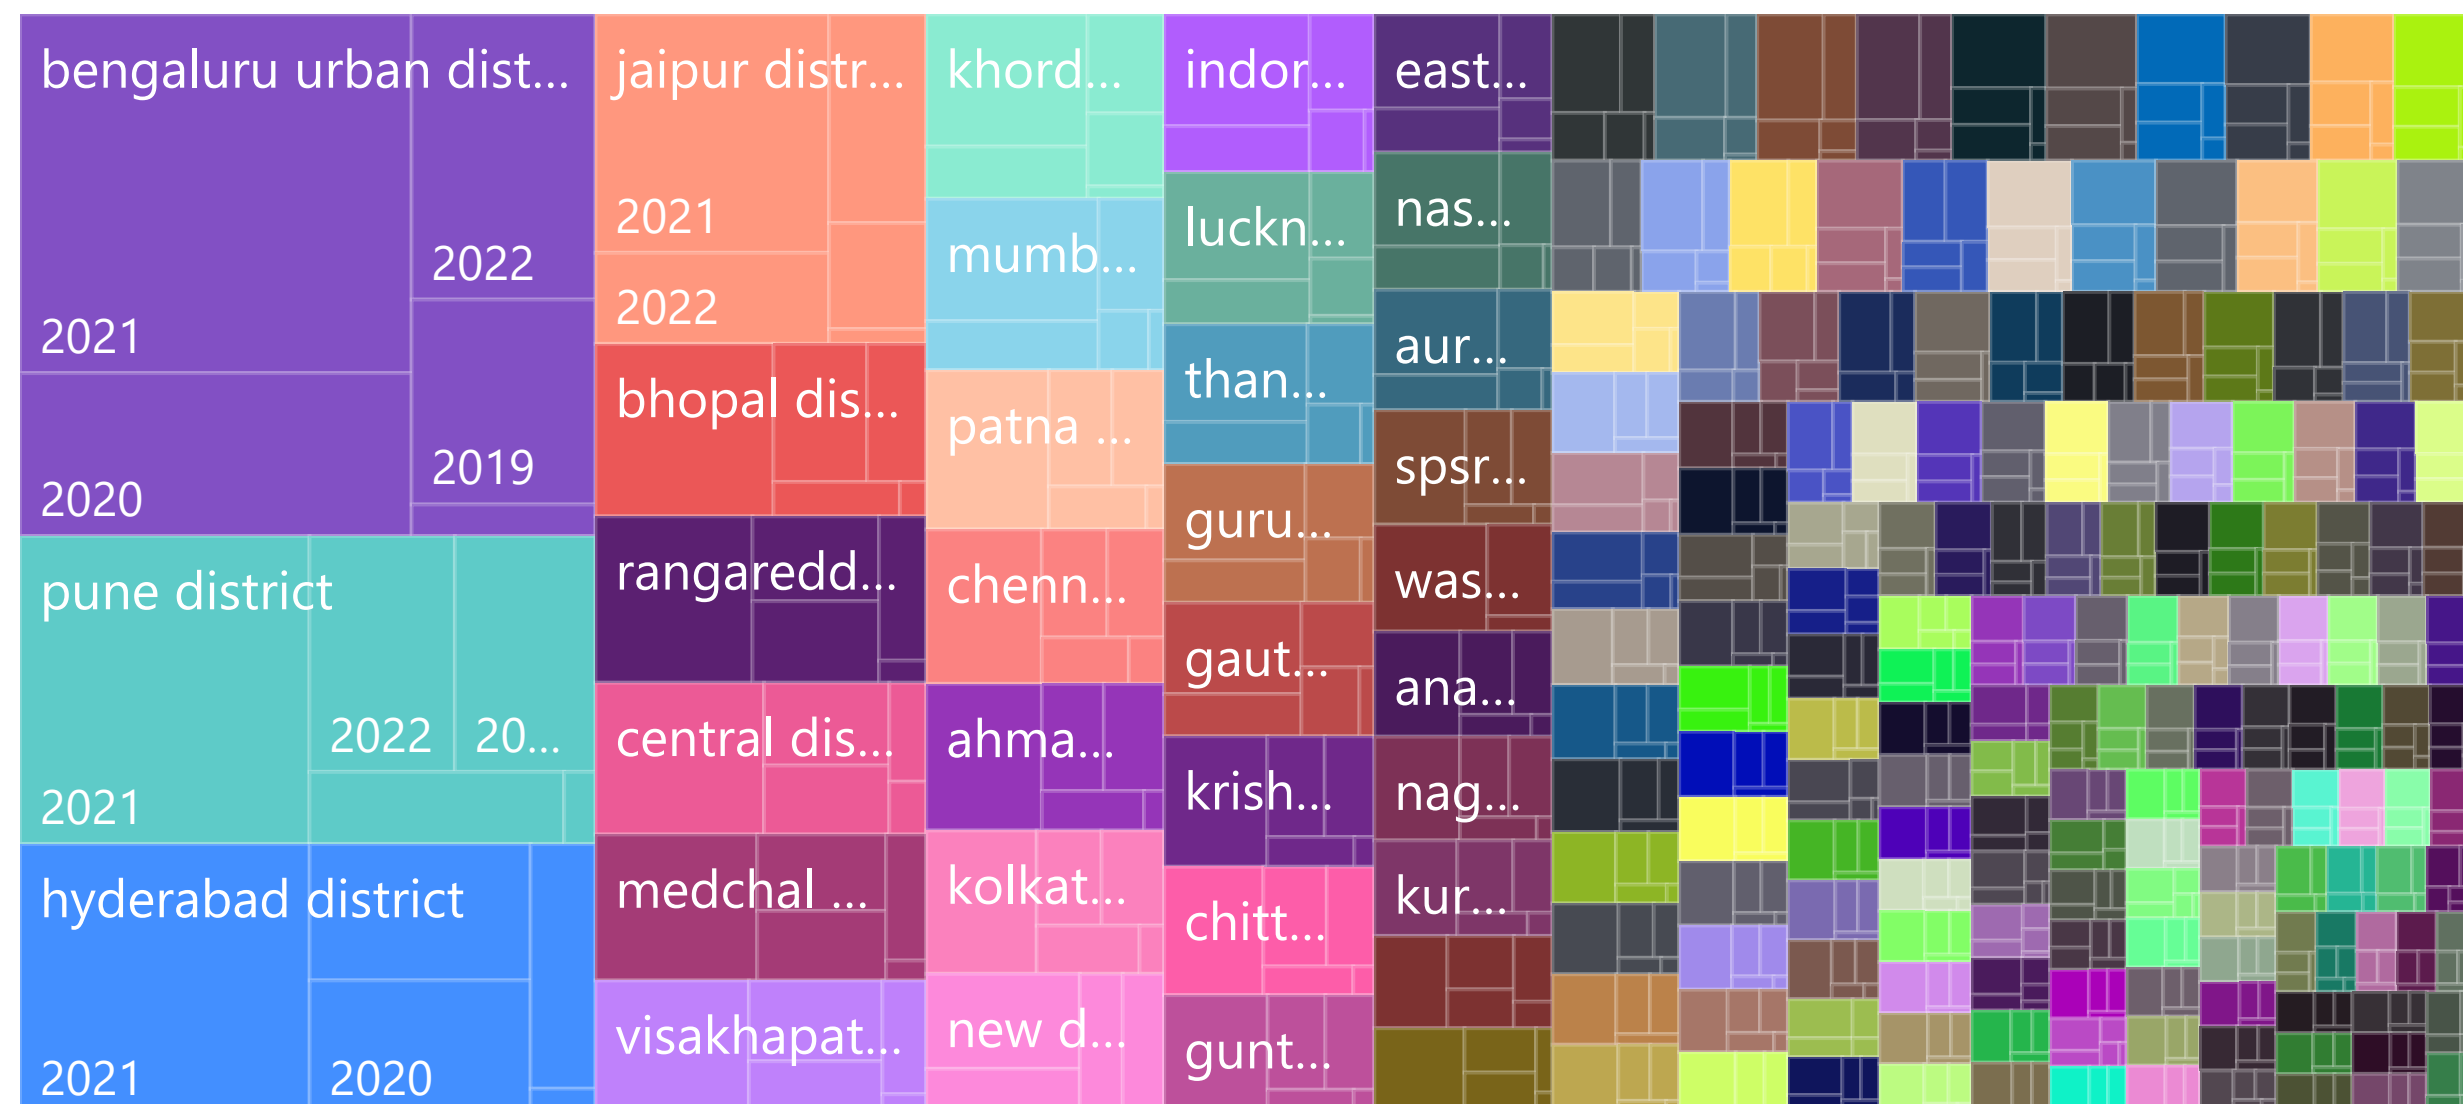 bengaluru urban dist...
2021
2022
2020
2019
pune district
2021
2022
20...
hyderabad district
2021
2020
jaipur distr...
2021
2022
bhopal dis...
rangaredd...
central dis...
medchal ...
visakhapat...
khord...
mumb...
patna ...
chenn...
ahma...
kolkat...
new d...
indor...
luckn...
than...
guru...
gaut...
krish...
chitt...
gunt...
east...
nas...
aur...
spsr...
was...
ana...
nag...
kur...